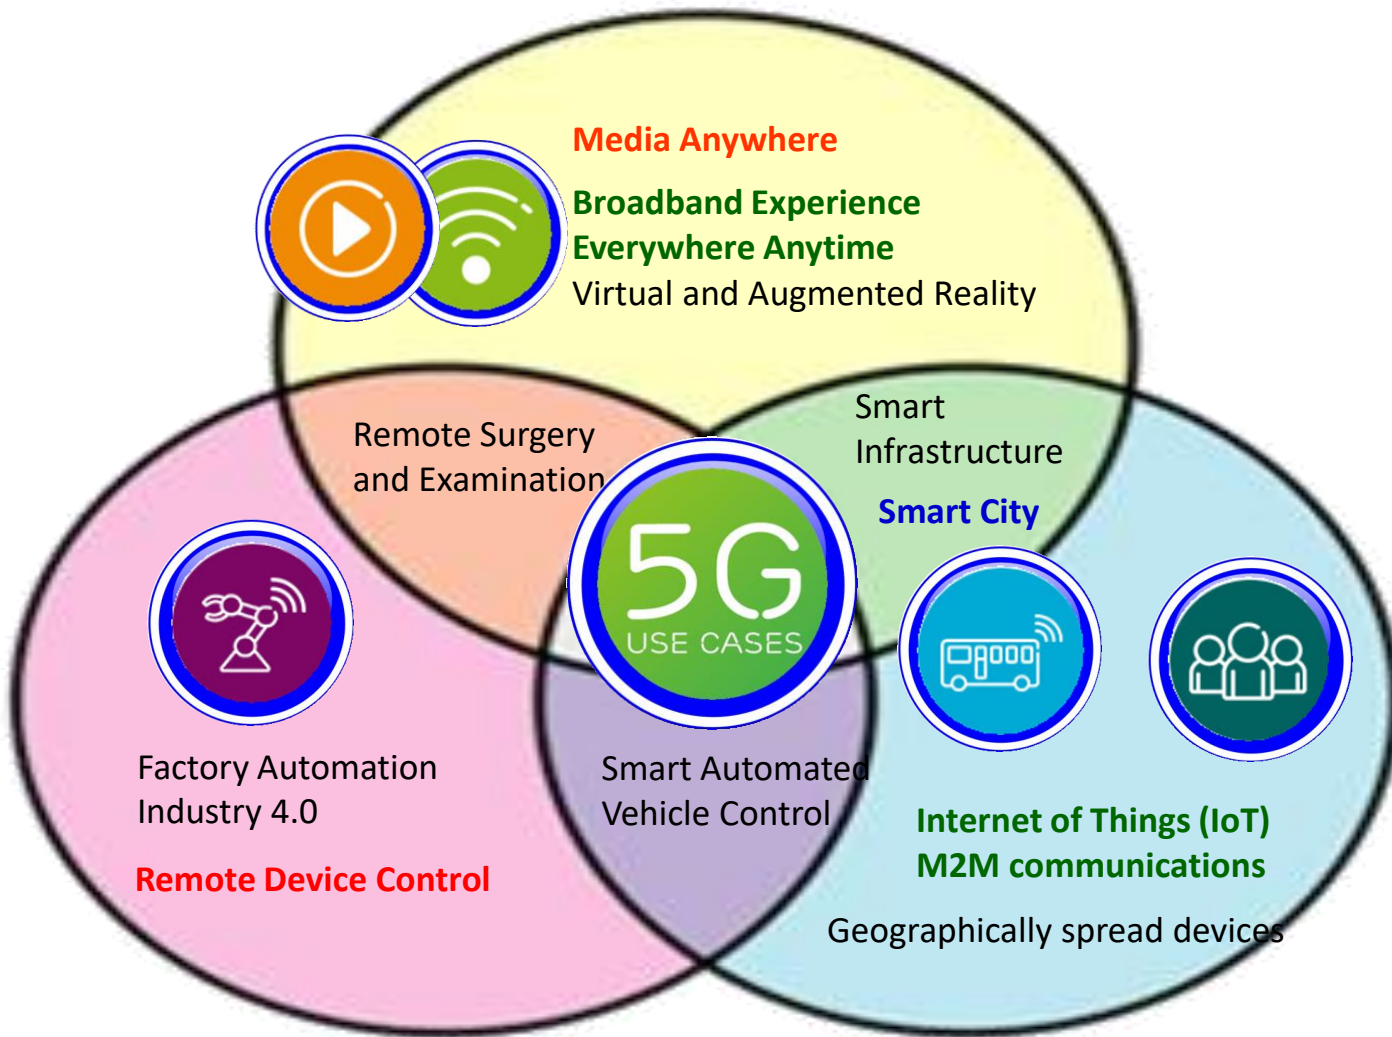 Media Anywhere
Broadband Experience
Everywhere Anytime
Virtual and Augmented Reality
Remote Surgery
and Examination
Smart
Infrastructure
Smart City
5G
USE CASES
Factory Automation
Industry 4.0
Remote Device Control
Smart Automated
Vehicle Control
Internet of Things (IoT)
M2M communications
Geographically spread devices